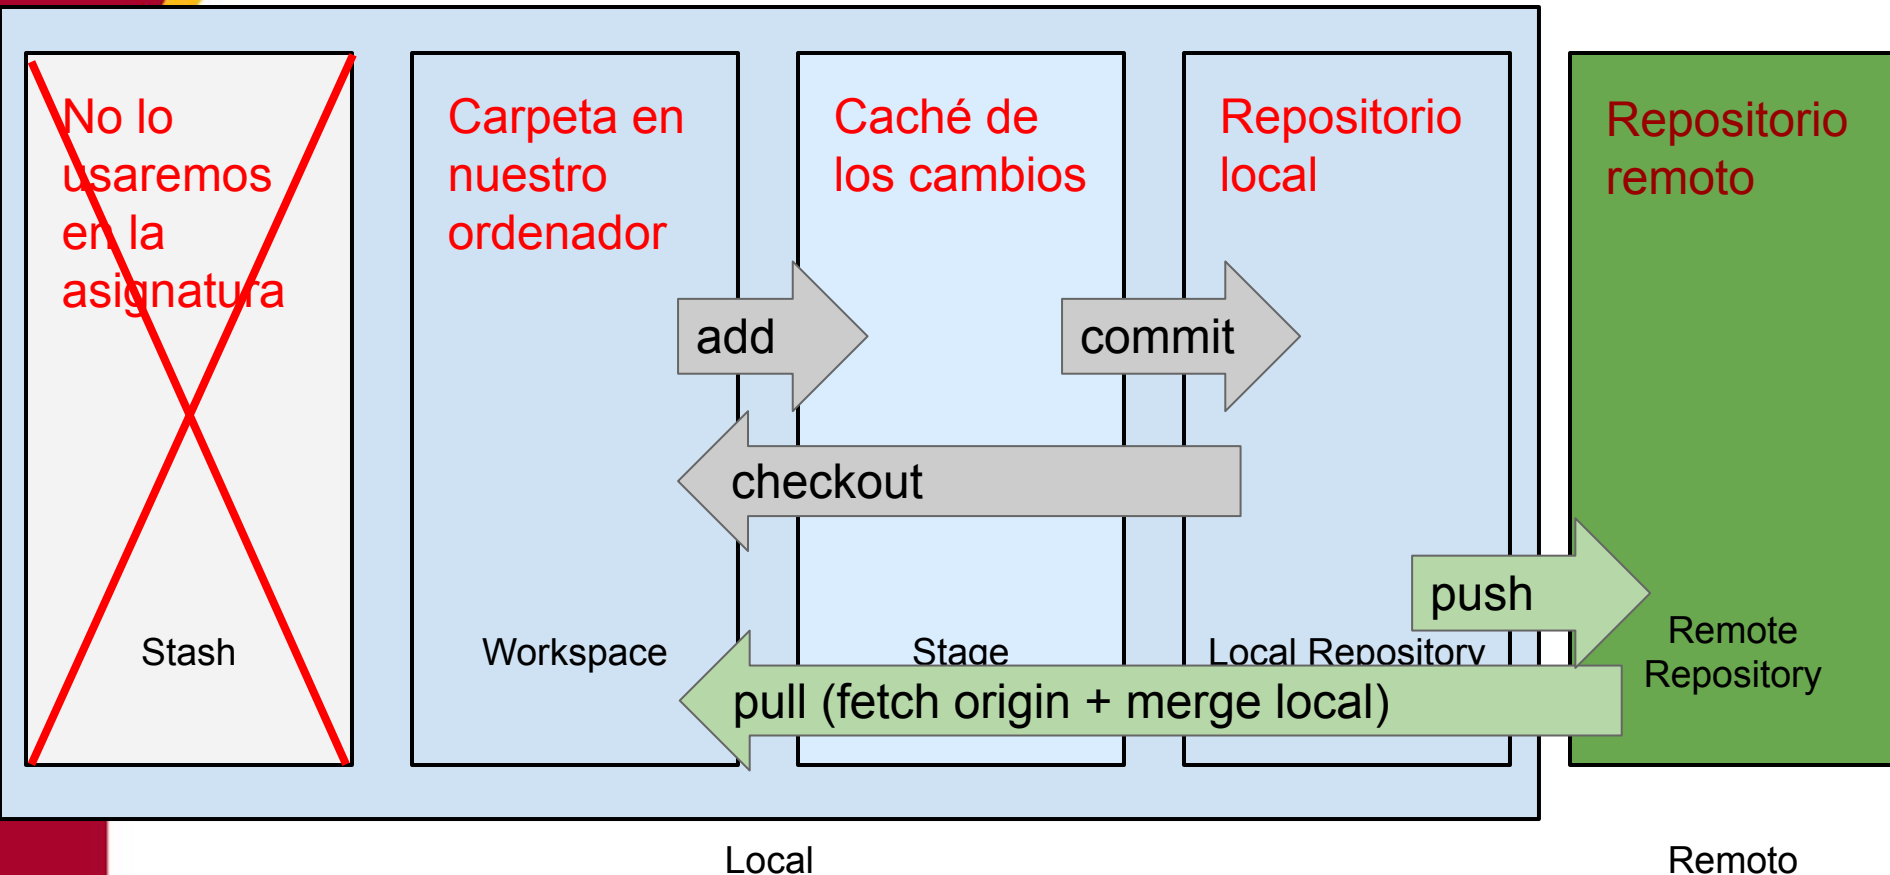 No lo
usaremos
en la
asignatura
Stash
Carpeta en
nuestro
ordenador
Workspace
Caché de
los cambios
Stage
Repositorio
local
Local Repository
Repositorio
remoto
Remote
Repository
add
commit
checkout
push
pull (fetch origin + merge local)
Local
Remoto